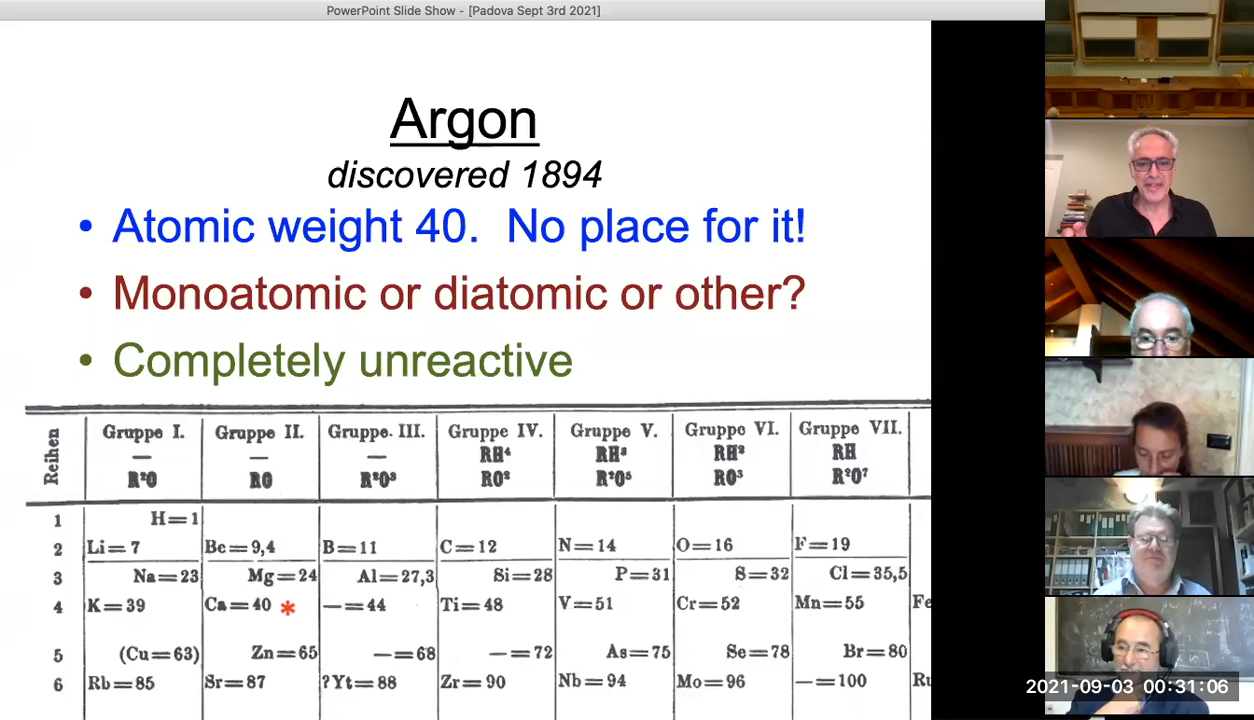 PowerPoint Slide Show - [Padova Sept 3rd 2021]
Argon
discovered 1894
• Atomic weight 40. No place for it!
• Monoatomic or diatomic or other?
• Completely unreactive
Reihen Gruppe I. Gruppe II. Gruppe. III. Gruppe IV. Gruppe V. Gruppe VI. Gruppe VII.
— — — RH⁴ RH³ RH² RH
R²O RO R²O³ RO² R²O⁵ RO³ R²O⁷
1 H=1
2 Li=7 Be=9,4 B=11 C=12 N=14 O=16 F=19
3 Na=23 Mg=24 Al=27,3 Si=28 P=31 S=32 Cl=35,5
4 K=39 Ca=40 * —=44 Ti=48 V=51 Cr=52 Mn=55 Fe
5 (Cu=63) Zn=65 —=68 —=72 As=75 Se=78 Br=80
6 Rb=85 Sr=87 ?Yt=88 Zr=90 Nb=94 Mo=96 —=100 Ru
2021-09-03 00:31:06